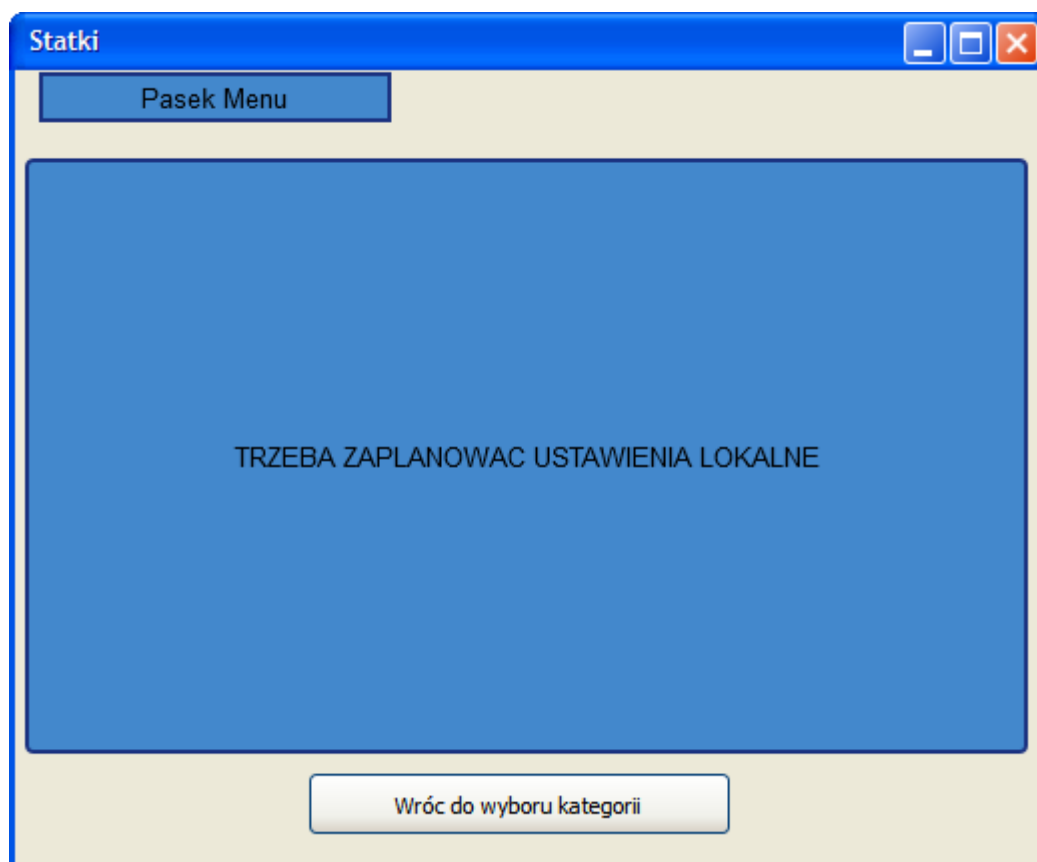 Statki
Pasek Menu
TRZEBA ZAPLANOWAC USTAWIENIA LOKALNE
Wróc do wyboru kategorii